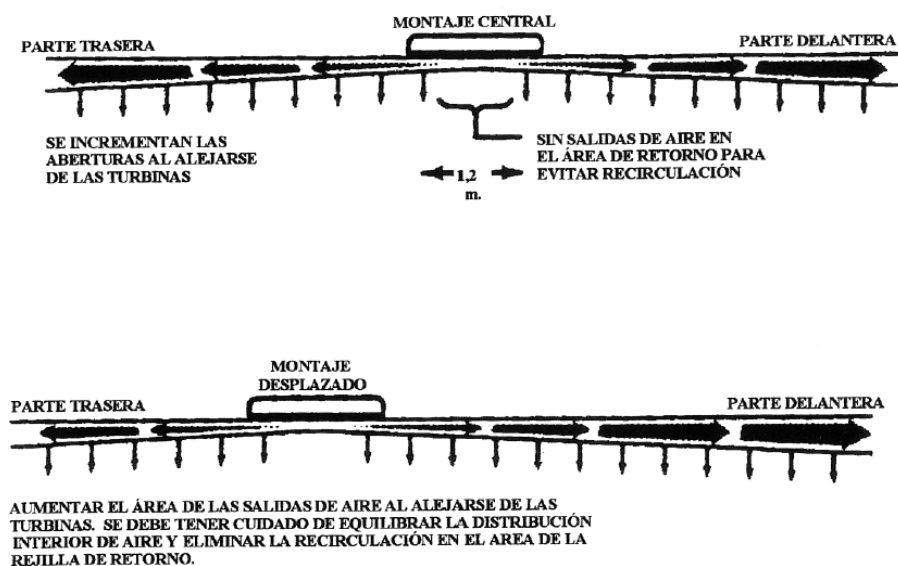 MONTAJE CENTRAL
PARTE TRASERA
PARTE DELANTERA
SE INCREMENTAN LAS
ABERTURAS AL ALEJARSE
DE LAS TURBINAS
SIN SALIDAS DE AIRE EN
EL ÁREA DE RETORNO PARA
EVITAR RECIRCULACIÓN
1,2
m.
MONTAJE
DESPLAZADO
PARTE TRASERA
PARTE DELANTERA
AUMENTAR EL ÁREA DE LAS SALIDAS DE AIRE AL ALEJARSE DE LAS
TURBINAS. SE DEBE TENER CUIDADO DE EQUILIBRAR LA DISTRIBUCIÓN
INTERIOR DE AIRE Y ELIMINAR LA RECIRCULACIÓN EN EL AREA DE LA
REJILLA DE RETORNO.